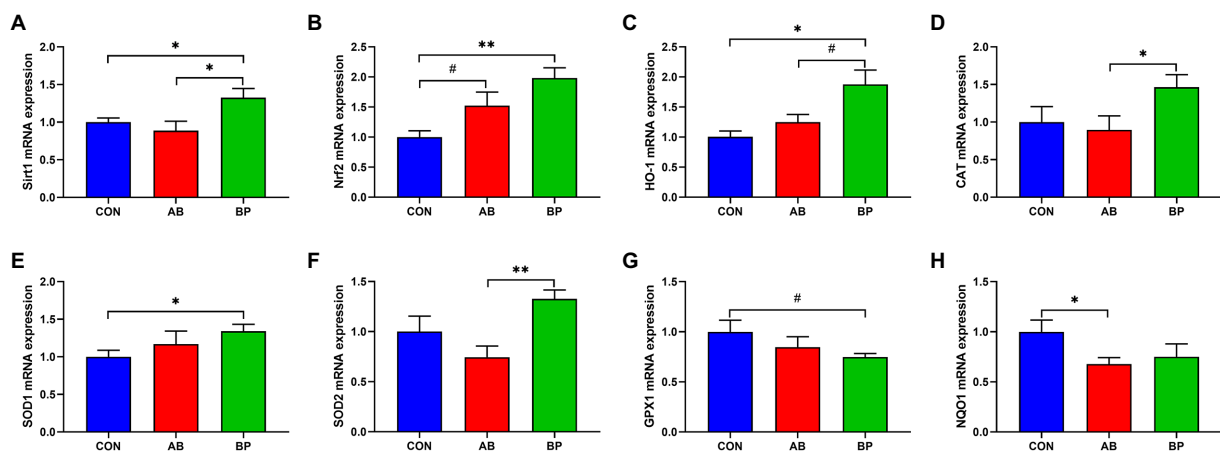 A
Sirt1 mRNA expression
2.0
1.5
1.0
0.5
0.0
*
*
CON AB BP
B
Nrf2 mRNA expression
2.5
2.0
1.5
1.0
0.5
0.0
**
#
CON AB BP
C
HO-1 mRNA expression
2.5
2.0
1.5
1.0
0.5
0.0
*
#
CON AB BP
D
CAT mRNA expression
2.0
1.5
1.0
0.5
0.0
*
CON AB BP
E
SOD1 mRNA expression
2.0
1.5
1.0
0.5
0.0
*
CON AB BP
F
SOD2 mRNA expression
1.5
1.0
0.5
0.0
**
CON AB BP
G
GPX1 mRNA expression
1.5
1.0
0.5
0.0
#
CON AB BP
H
NQO1 mRNA expression
1.5
1.0
0.5
0.0
*
CON AB BP